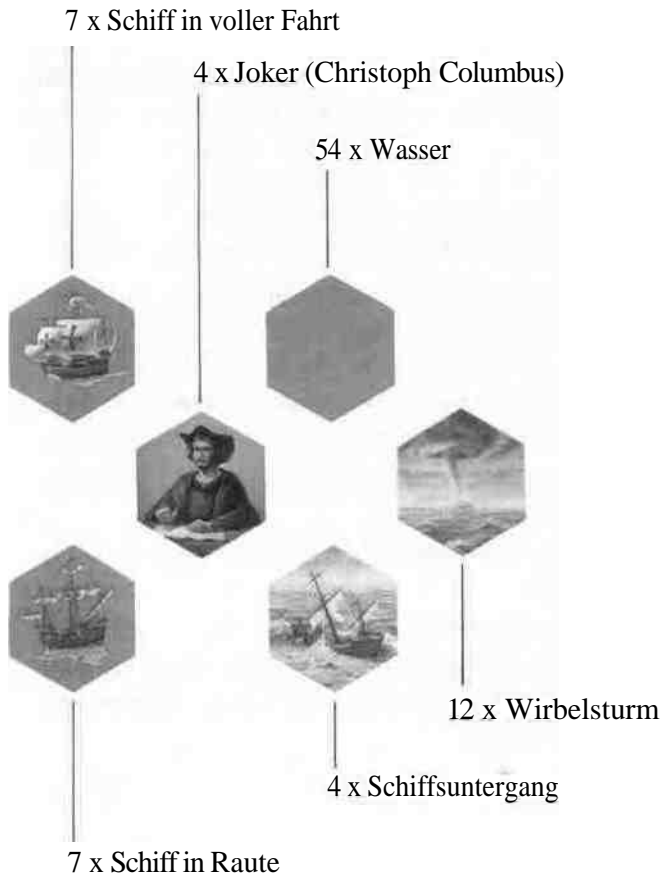 7 x Schiff in voller Fahrt
4 x Joker (Christoph Columbus)
54 x Wasser
12 x Wirbelsturm
4 x Schiffsuntergang
7 x Schiff in Raute